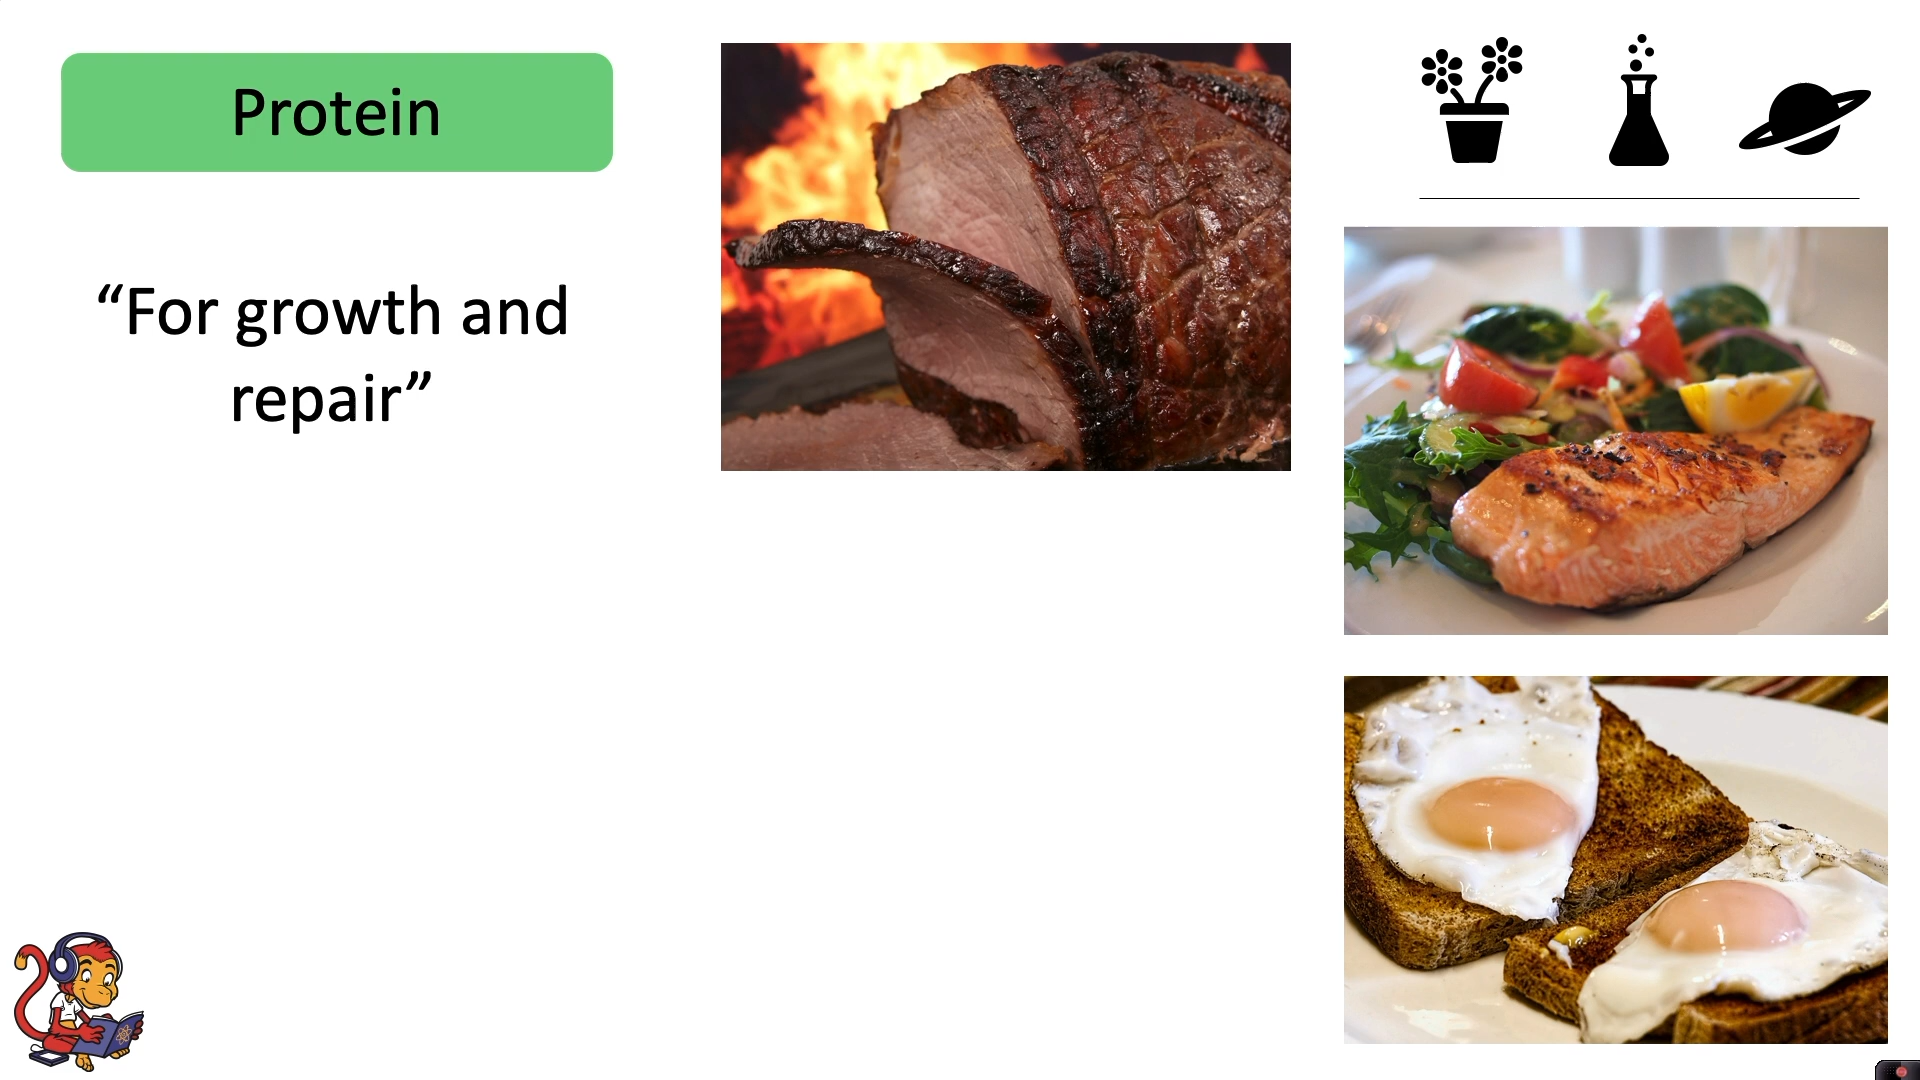 Protein
“For growth and
repair”